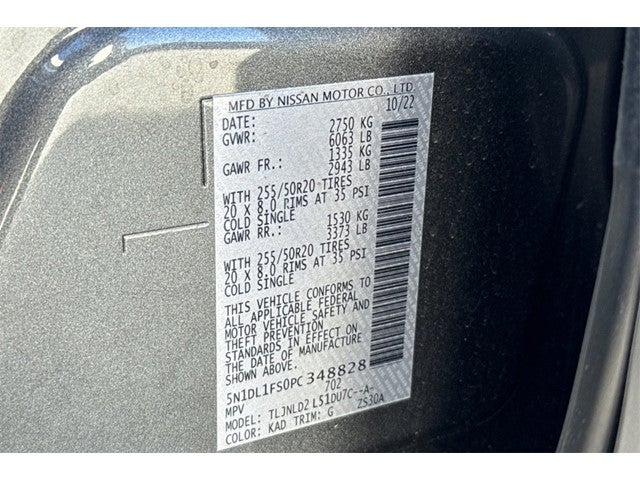 MFD BY NISSAN MOTOR CO., LTD.
DATE: 10/22
GVWR: 2750 KG
6063 LB
GAWR FR.: 1335 KG
2943 LB
WITH 255/50R20 TIRES
20 X 8.0 RIMS AT 35 PSI
COLD SINGLE
GAWR RR.: 1530 KG
3373 LB
WITH 255/50R20 TIRES
20 X 8.0 RIMS AT 35 PSI
COLD SINGLE
THIS VEHICLE CONFORMS TO
ALL APPLICABLE FEDERAL
MOTOR VEHICLE SAFETY AND
THEFT PREVENTION
STANDARDS IN EFFECT ON
THE DATE OF MANUFACTURE
SHOWN ABOVE.
5N1DL1FS0PC348828
MPV 702
MODEL: TLJNLD2 L51DU7C--A-
COLOR: KAD TRIM: G ZS30A